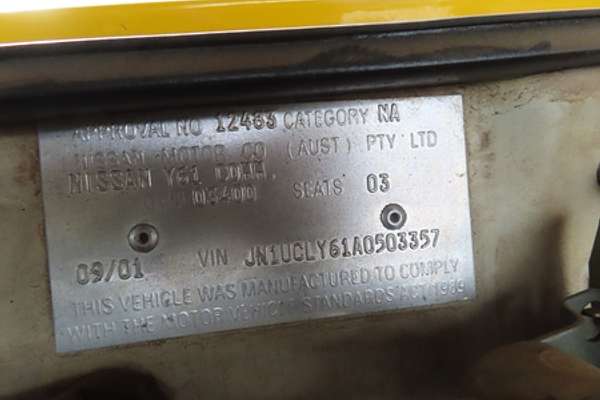 APPROVAL NO 12463 CATEGORY NA
NISSAN MOTOR CO (AUST) PTY LTD
NISSAN Y61 COMM.
SEATS 03
09/01 VIN JN1UCLY61A0503357
THIS VEHICLE WAS MANUFACTURED TO COMPLY
WITH THE MOTOR VEHICLE STANDARDS ACT 1989